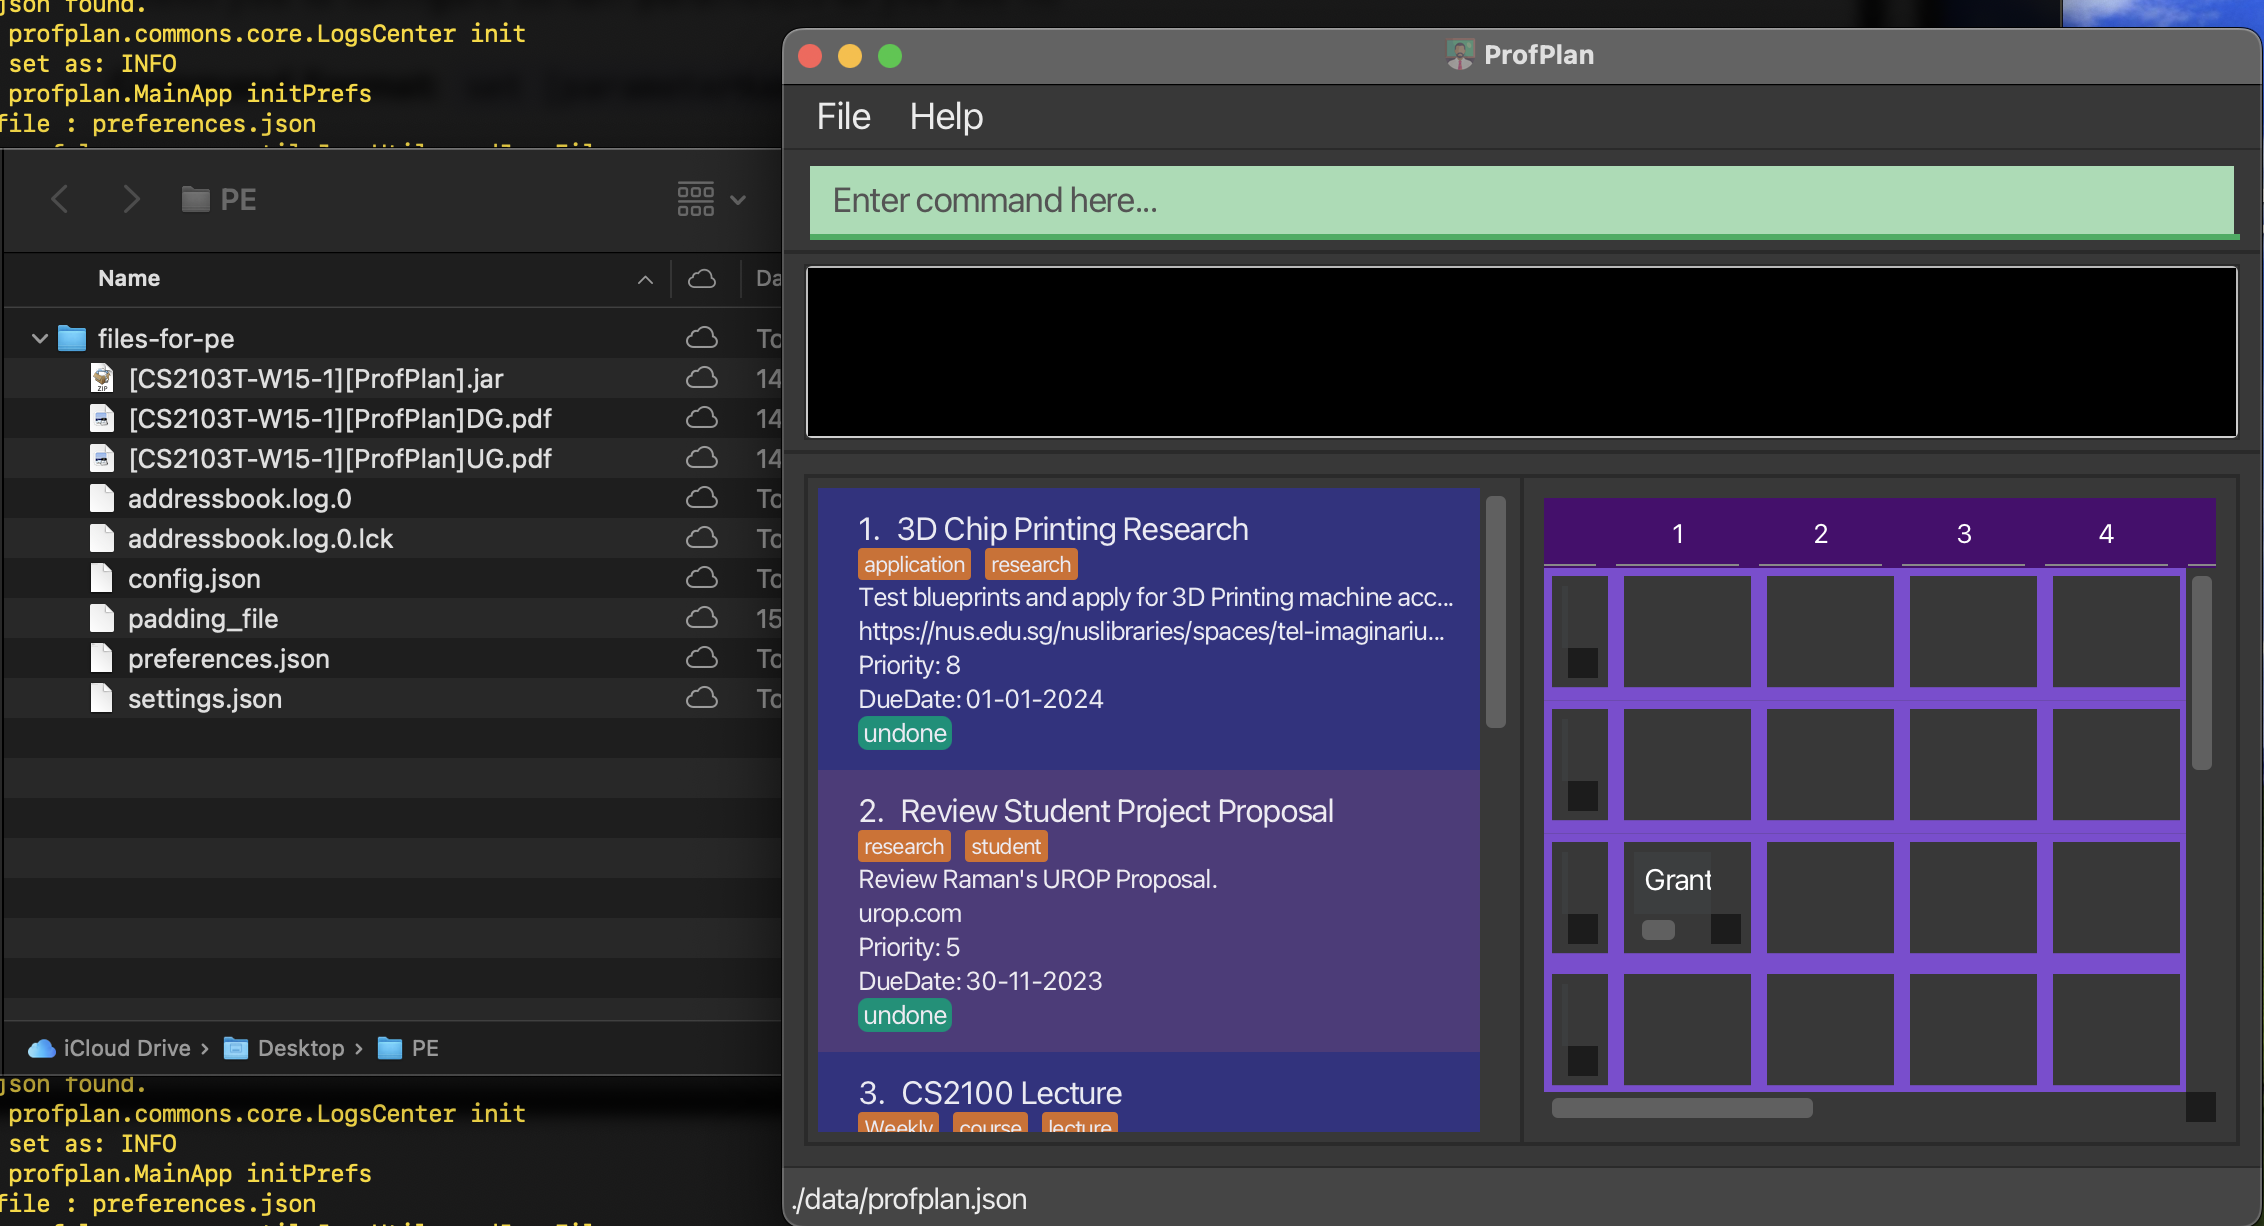 json found.
profplan.commons.core.LogsCenter init
set as: INFO
profplan.MainApp initPrefs
file : preferences.json
PE
Name
Da
files-for-pe
To
[CS2103T-W15-1][ProfPlan].jar
14
[CS2103T-W15-1][ProfPlan]DG.pdf
14
[CS2103T-W15-1][ProfPlan]UG.pdf
14
addressbook.log.0
To
addressbook.log.0.lck
To
config.json
To
padding_file
15
preferences.json
To
settings.json
To
iCloud Drive › Desktop › PE
json found.
profplan.commons.core.LogsCenter init
set as: INFO
profplan.MainApp initPrefs
file : preferences.json
ProfPlan
File Help
Enter command here...
1. 3D Chip Printing Research
application research
Test blueprints and apply for 3D Printing machine acc...
https://nus.edu.sg/nuslibraries/spaces/tel-imaginariu...
Priority: 8
DueDate: 01-01-2024
undone
2. Review Student Project Proposal
research student
Review Raman's UROP Proposal.
urop.com
Priority: 5
DueDate: 30-11-2023
undone
3. CS2100 Lecture
Weekly course lecture
1 2 3 4
Grant
./data/profplan.json